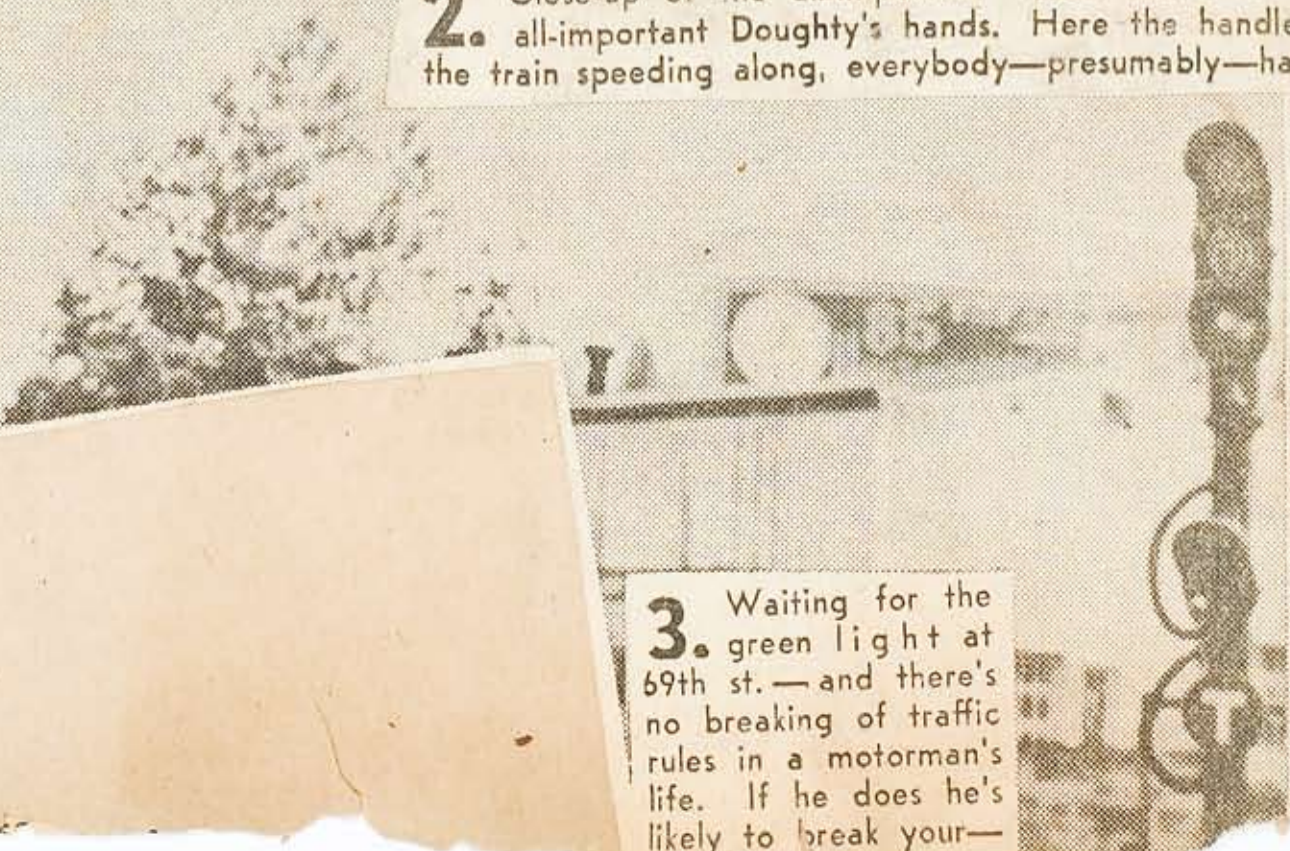 2.
all-important Doughty's hands. Here the handle
the train speeding along, everybody—presumably—ha
85
T
3. Waiting for the
green light at
69th st.—and there's
no breaking of traffic
rules in a motorman's
life. If he does he's
likely to break your—